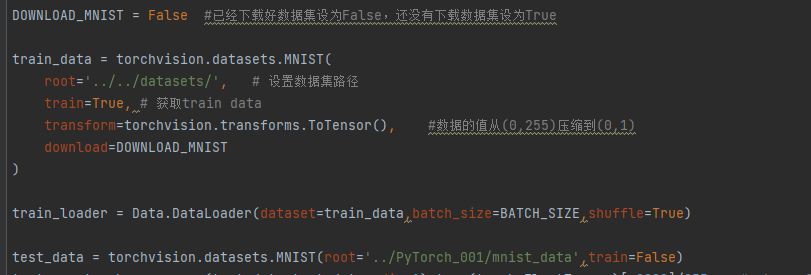 DOWNLOAD_MNIST = False  #已经下载好数据集设为False，还没有下载数据集设为True
train_data = torchvision.datasets.MNIST(
    root='../../datasets/',   # 设置数据集路径
    train=True, # 获取train data
    transform=torchvision.transforms.ToTensor(),    #数据的值从(0,255)压缩到(0,1)
    download=DOWNLOAD_MNIST
)
train_loader = Data.DataLoader(dataset=train_data,batch_size=BATCH_SIZE,shuffle=True)
test_data = torchvision.datasets.MNIST(root='../PyTorch_001/mnist_data',train=False)